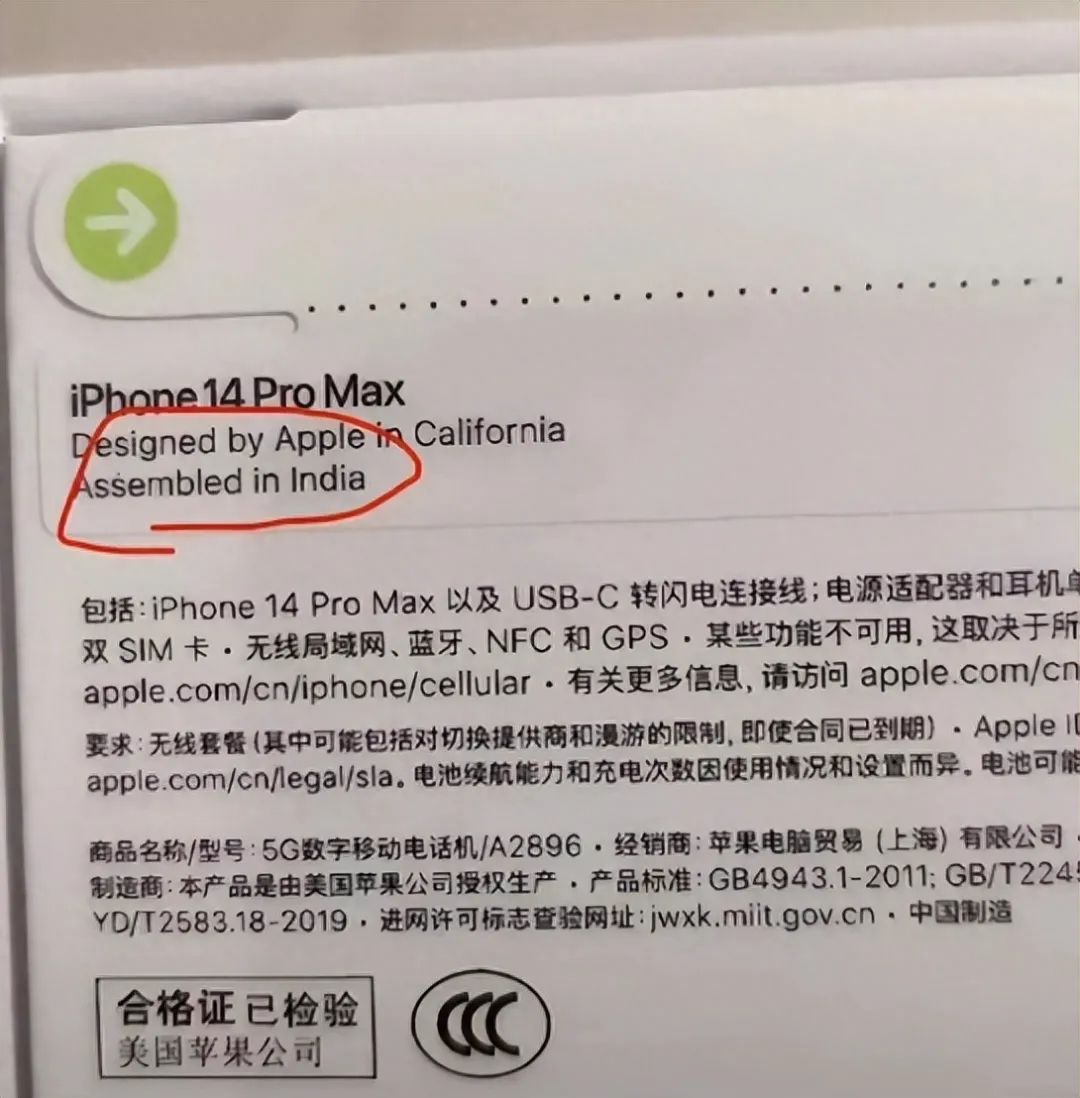 iPhone 14 Pro Max
Designed by Apple in California
Assembled in India
包括：iPhone 14 Pro Max 以及 USB-C 转闪电连接线；电源适配器和耳机单
双 SIM 卡・无线局域网、蓝牙、NFC 和 GPS・某些功能不可用，这取决于所
apple.com/cn/iphone/cellular・有关更多信息，请访问 apple.com/cn
要求：无线套餐（其中可能包括对切换提供商和漫游的限制，即使合同已到期）・Apple ID
apple.com/cn/legal/sla。电池续航能力和充电次数因使用情况和设置而异。电池可能
商品名称/型号：5G数字移动电话机/A2896・经销商：苹果电脑贸易（上海）有限公司・
制造商：本产品是由美国苹果公司授权生产・产品标准：GB4943.1-2011；GB/T2245
YD/T2583.18-2019・进网许可标志查验网址：jwxk.miit.gov.cn・中国制造
合格证 已检验
美国苹果公司
CCC